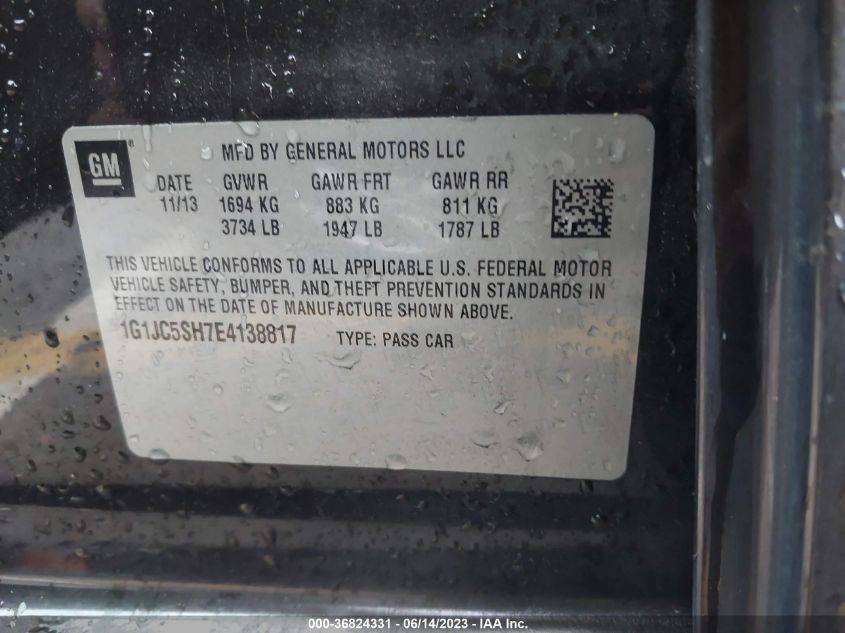 GM ®
MFD BY GENERAL MOTORS LLC
DATE GVWR GAWR FRT GAWR RR
11/13 1694 KG 883 KG 811 KG
3734 LB 1947 LB 1787 LB
THIS VEHICLE CONFORMS TO ALL APPLICABLE U.S. FEDERAL MOTOR
VEHICLE SAFETY, BUMPER, AND THEFT PREVENTION STANDARDS IN
EFFECT ON THE DATE OF MANUFACTURE SHOWN ABOVE.
1G1JC5SH7E4138817 TYPE: PASS CAR
000-36824331 - 06/14/2023 - IAA Inc.